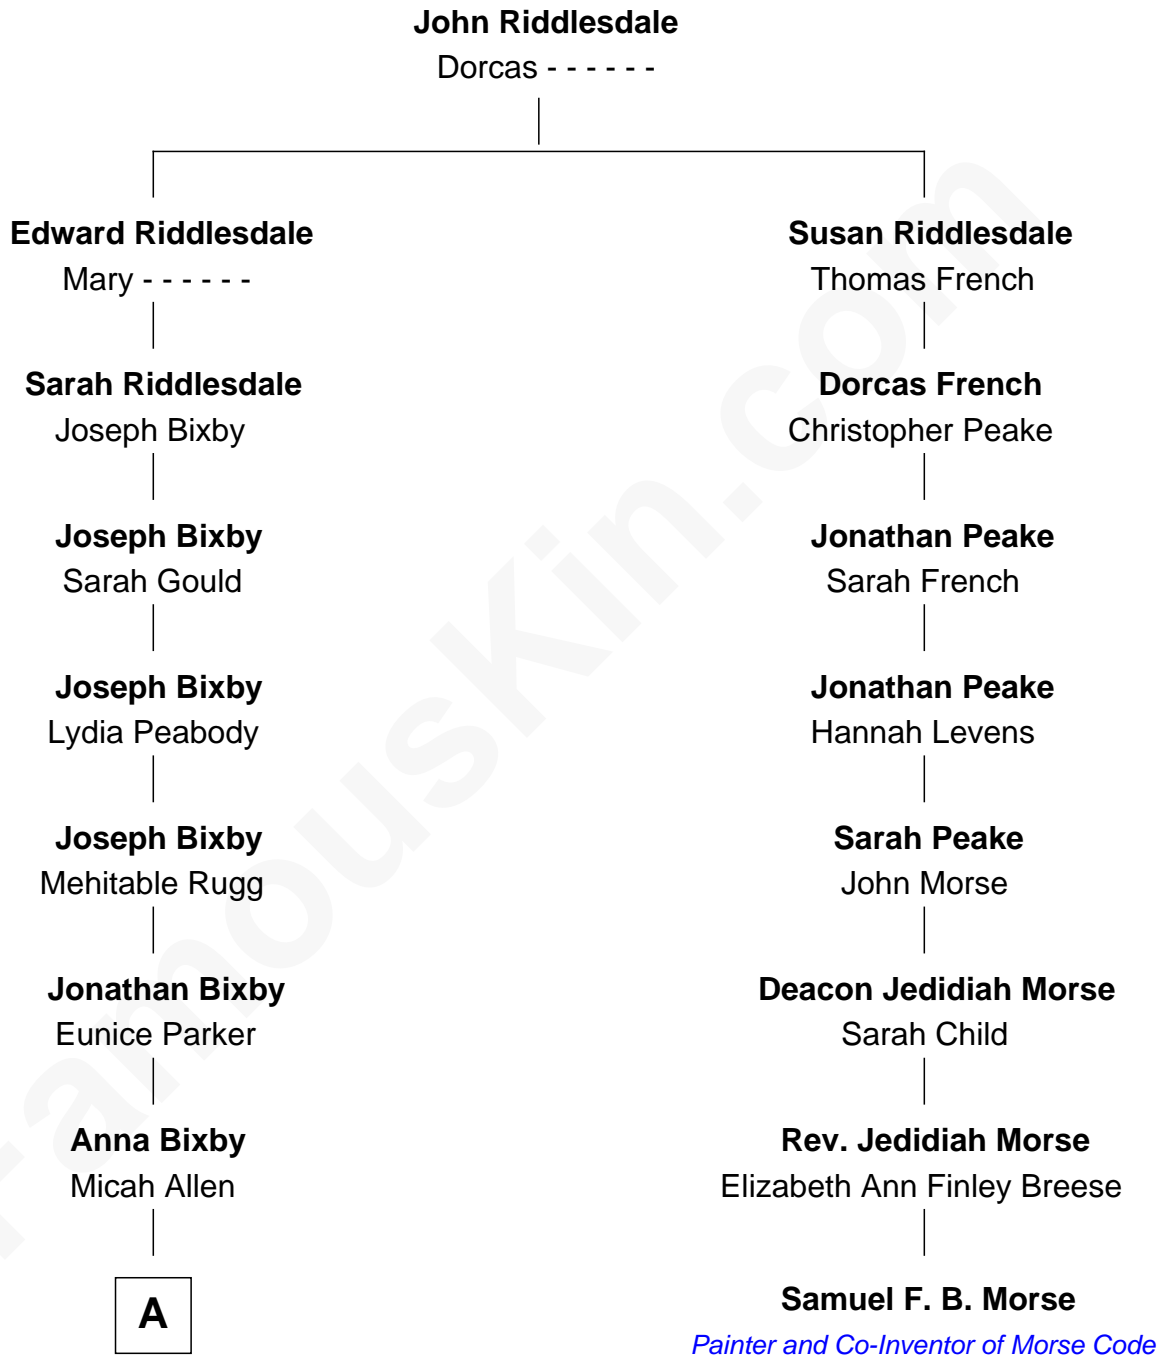 John Riddlesdale
Dorcas - - - - - -
Edward Riddlesdale
Mary - - - - - -
Susan Riddlesdale
Thomas French
Sarah Riddlesdale
Joseph Bixby
Dorcas French
Christopher Peake
Joseph Bixby
Sarah Gould
Jonathan Peake
Sarah French
Joseph Bixby
Lydia Peabody
Jonathan Peake
Hannah Levens
Joseph Bixby
Mehitable Rugg
Sarah Peake
John Morse
Jonathan Bixby
Eunice Parker
Deacon Jedidiah Morse
Sarah Child
Anna Bixby
Micah Allen
Rev. Jedidiah Morse
Elizabeth Ann Finley Breese
A
Samuel F. B. Morse
Painter and Co-Inventor of Morse Code
FamousKin.com